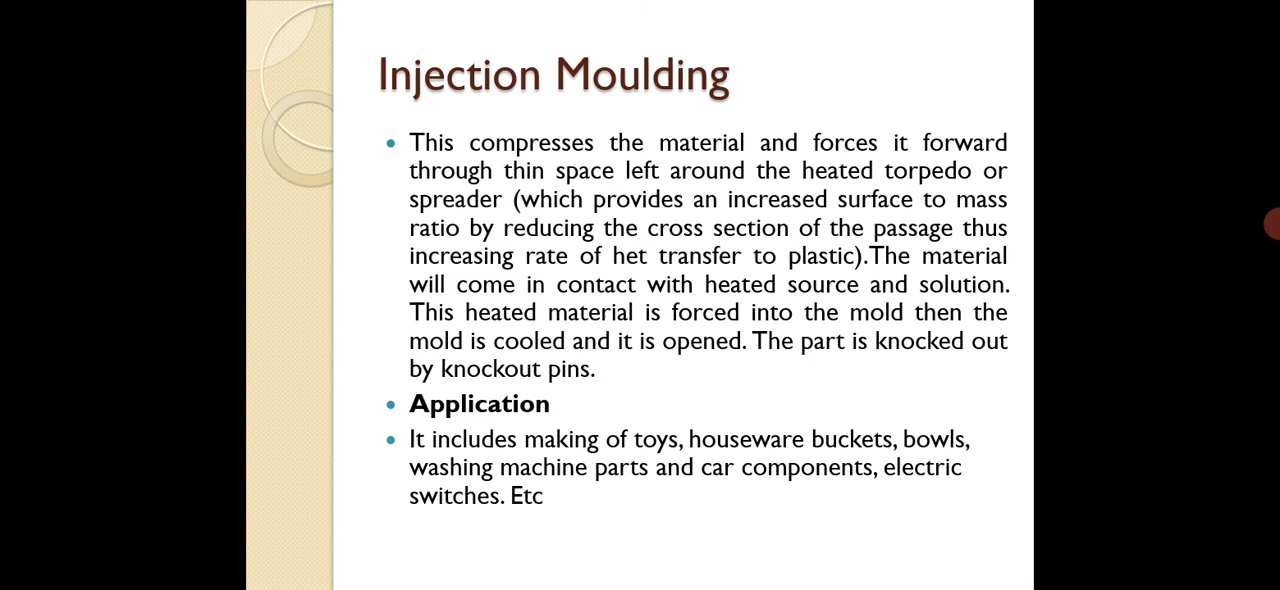 Injection Moulding
• This compresses the material and forces it forward
through thin space left around the heated torpedo or
spreader (which provides an increased surface to mass
ratio by reducing the cross section of the passage thus
increasing rate of het transfer to plastic).The material
will come in contact with heated source and solution.
This heated material is forced into the mold then the
mold is cooled and it is opened. The part is knocked out
by knockout pins.
• Application
• It includes making of toys, houseware buckets, bowls,
washing machine parts and car components, electric
switches. Etc